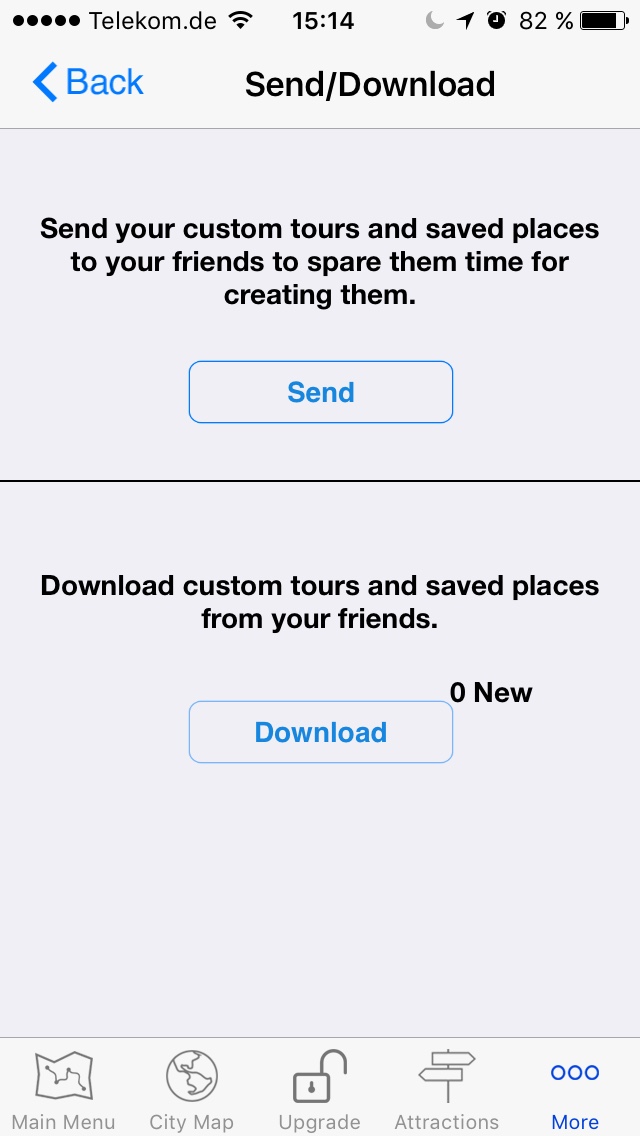 Telekom.de 15:14 82 %
Back Send/Download
Send your custom tours and saved places
to your friends to spare them time for
creating them.
Send
Download custom tours and saved places
from your friends.
0 New
Download
Main Menu City Map Upgrade Attractions More